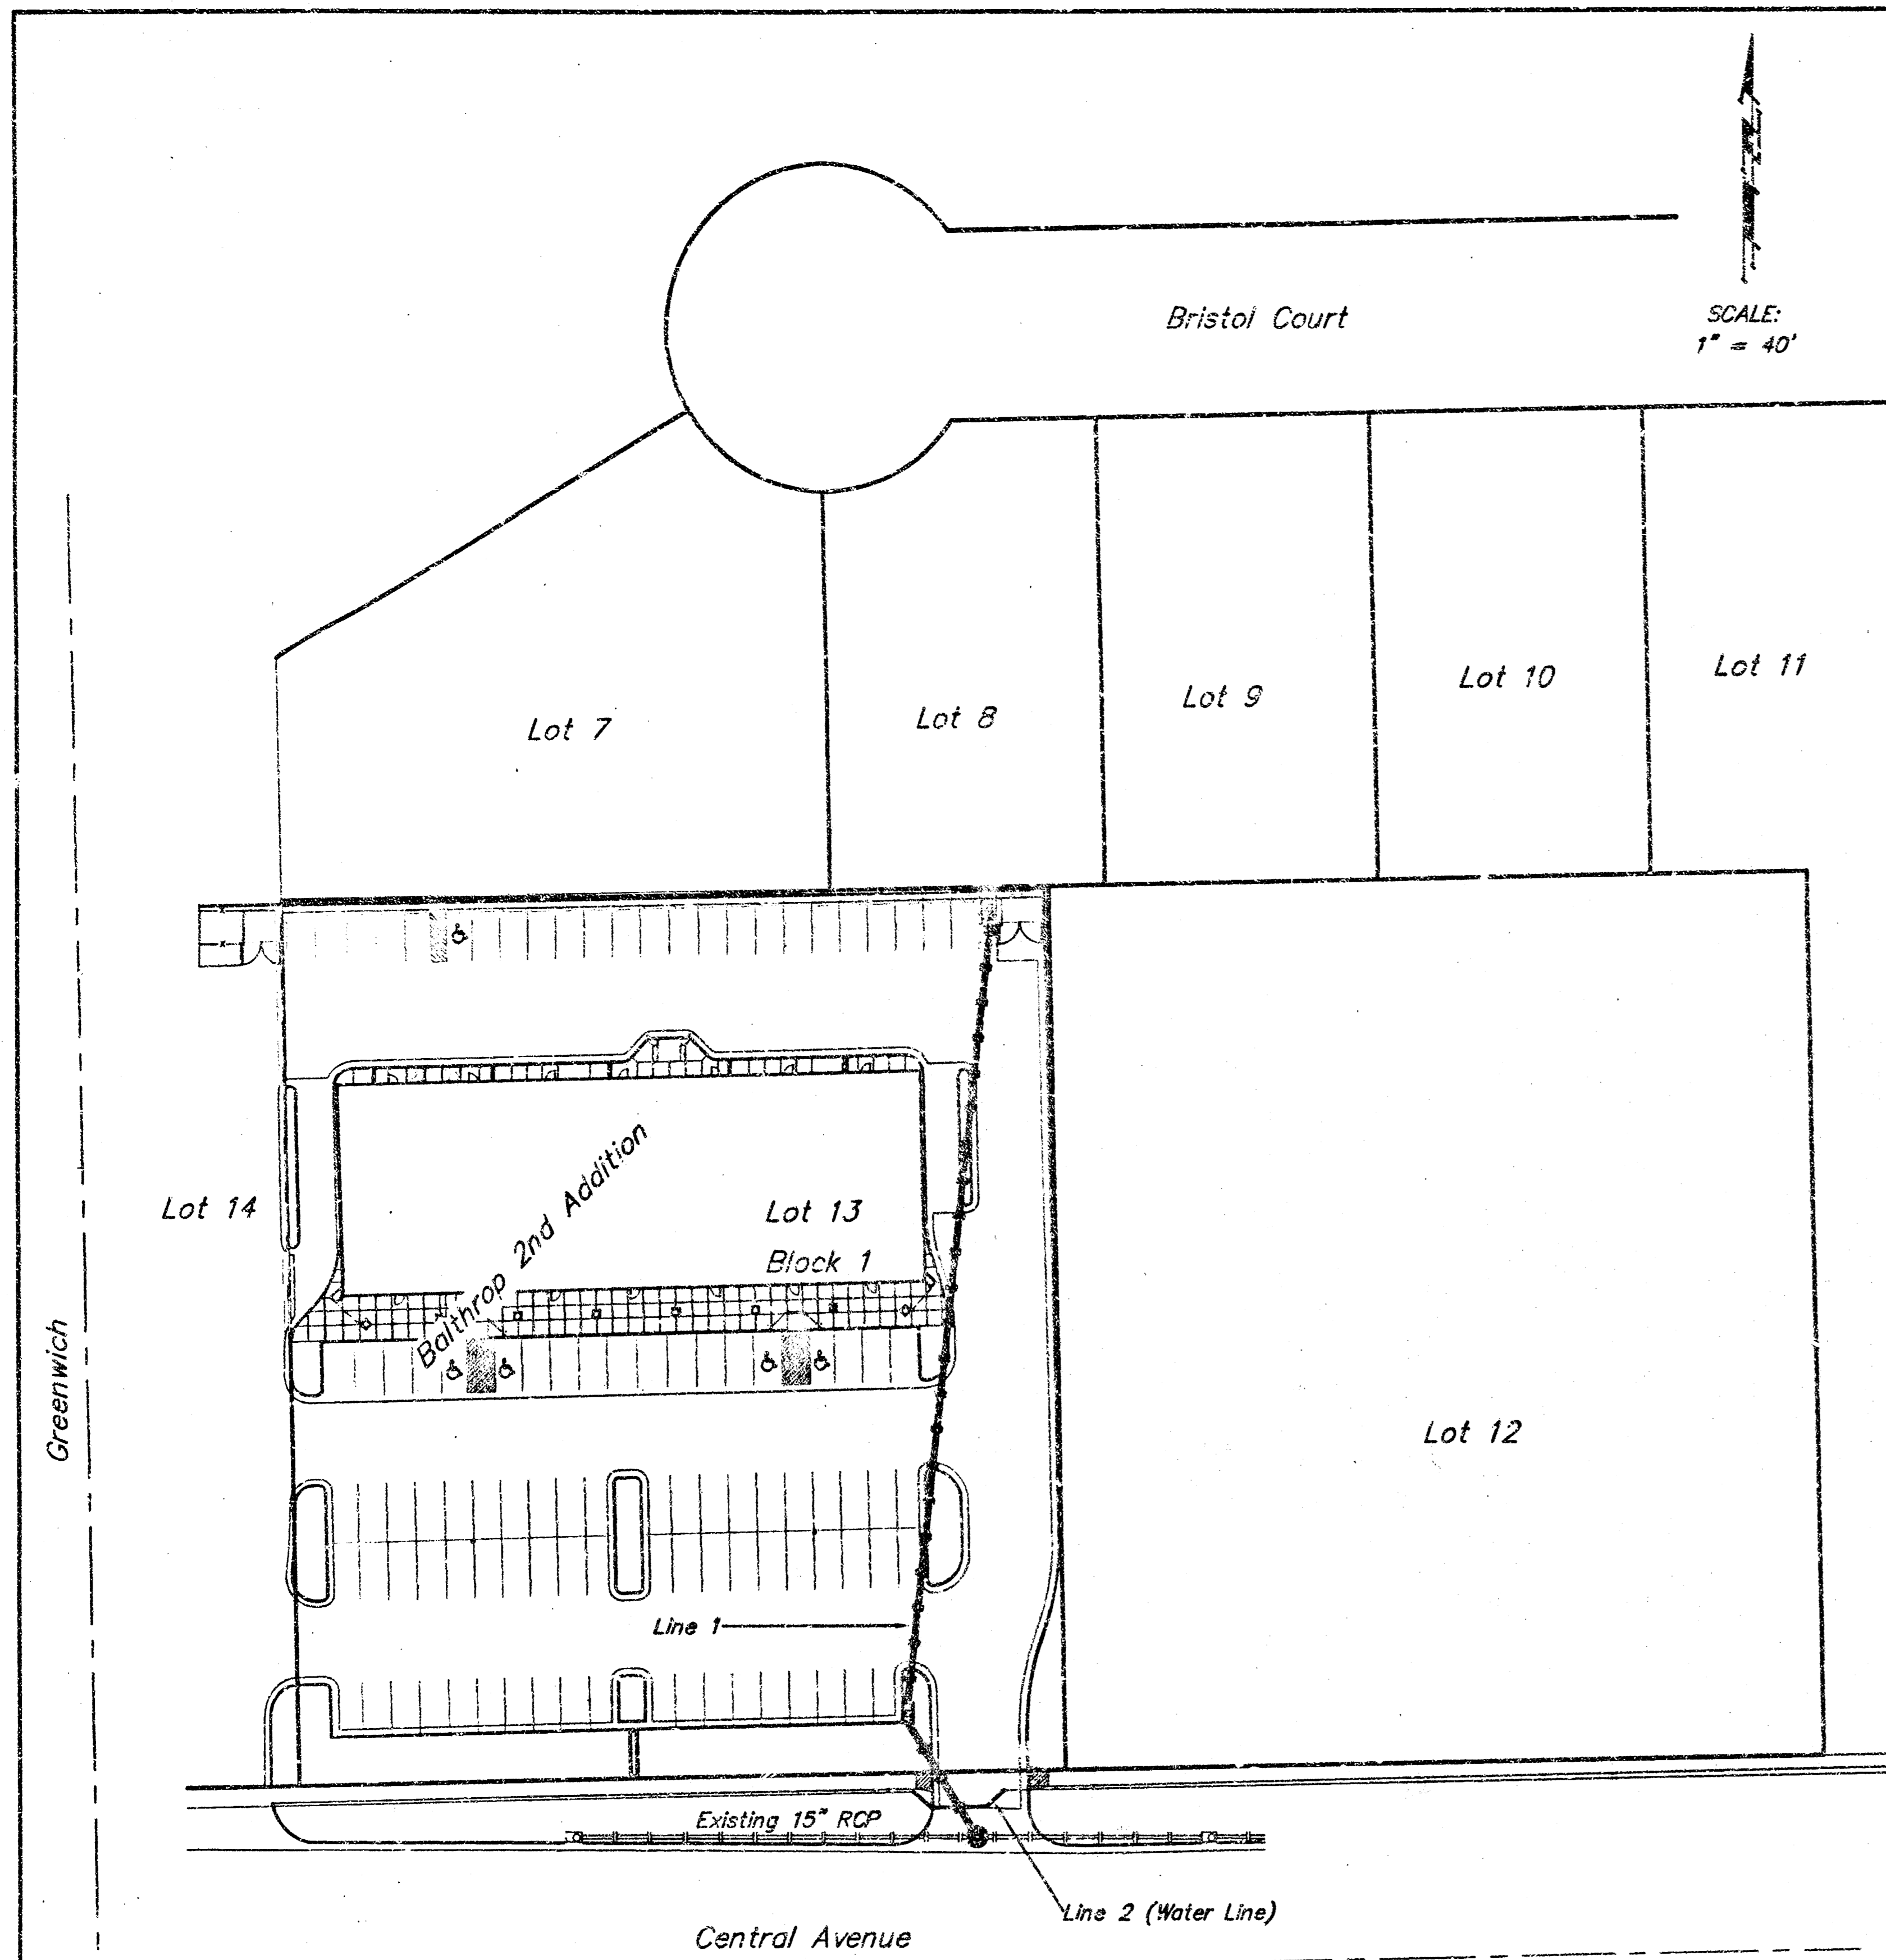 Bristol Court
SCALE:
1" = 40'
Lot 7
Lot 8
Lot 9
Lot 10
Lot 11
Lot 14
Balthrop 2nd Addition
Lot 13
Block 1
Greenwich
Lot 12
Line 1
Existing 15" RCP
Line 2 (Water Line)
Central Avenue